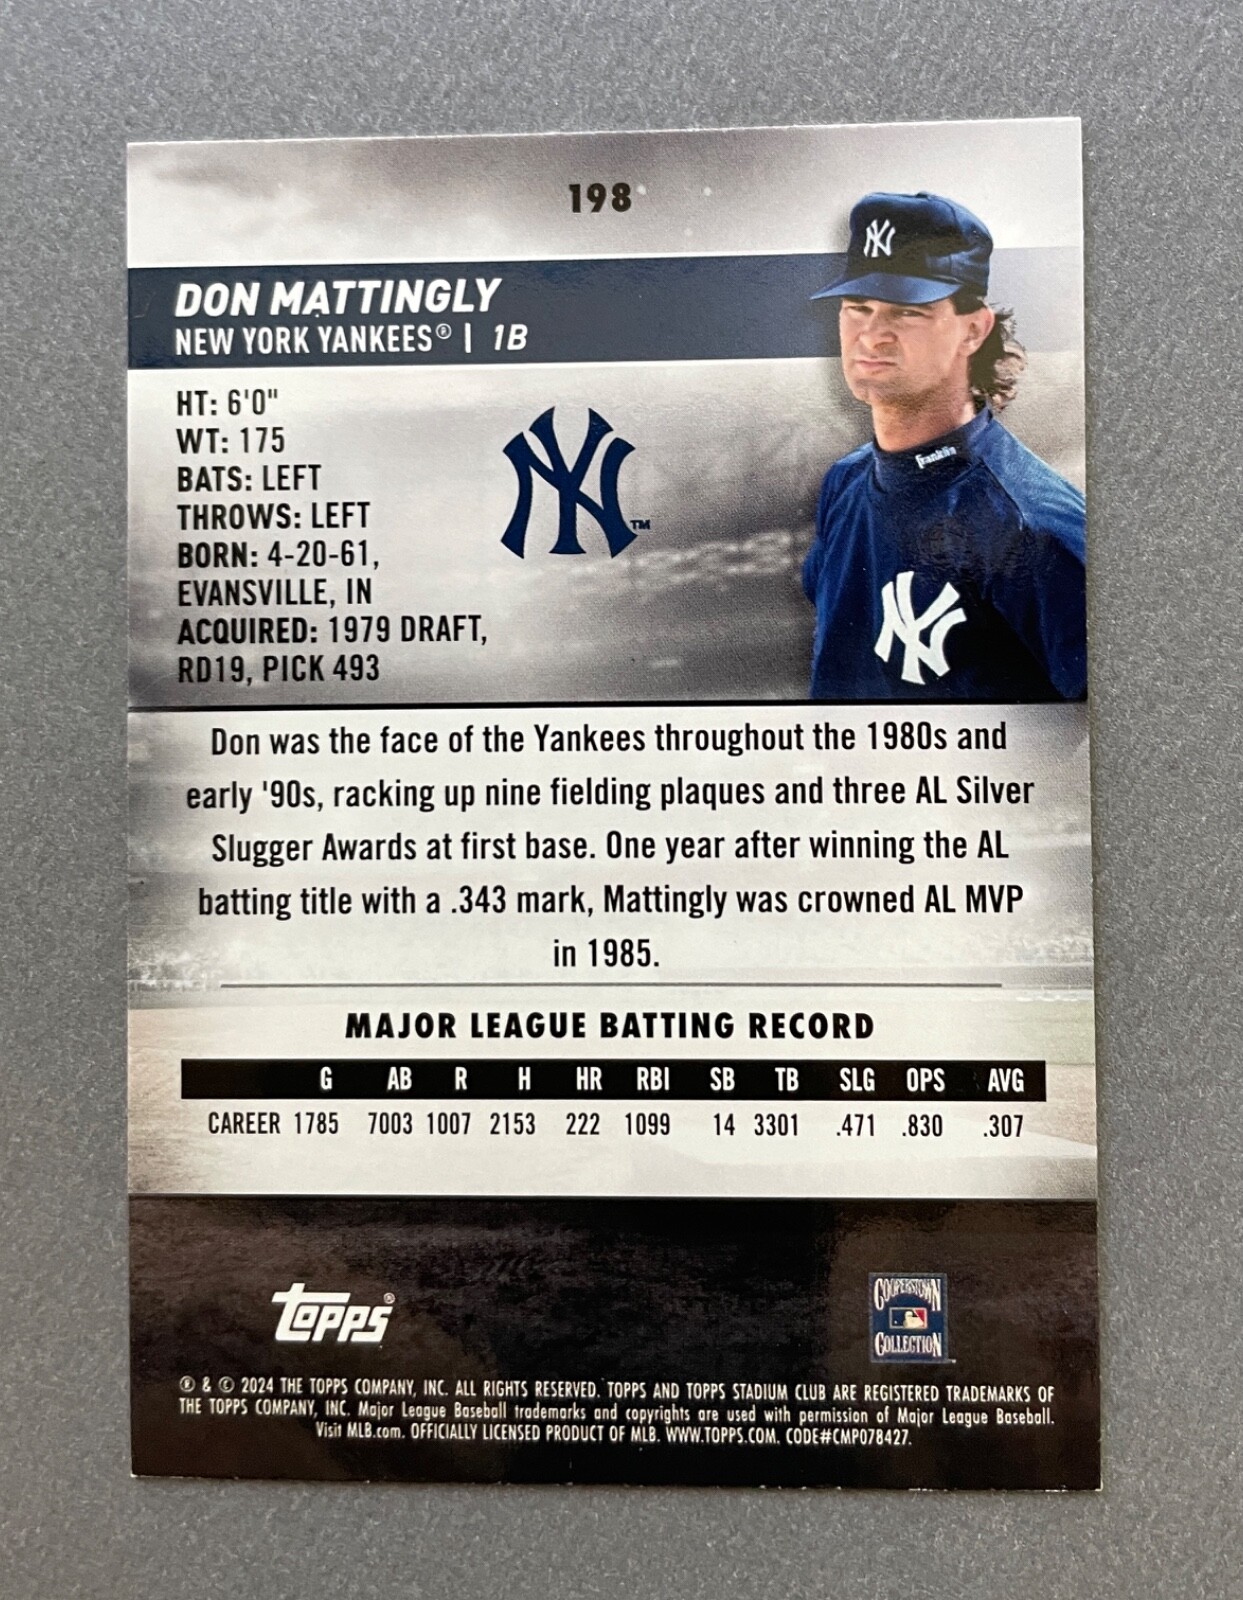 198
DON MATTINGLY
NEW YORK YANKEES® | 1B
HT: 6'0"
WT: 175
BATS: LEFT
THROWS: LEFT
BORN: 4-20-61,
EVANSVILLE, IN
ACQUIRED: 1979 DRAFT,
RD19, PICK 493
NY
Franklin
NY
NY
TM
Don was the face of the Yankees throughout the 1980s and
early '90s, racking up nine fielding plaques and three AL Silver
Slugger Awards at first base. One year after winning the AL
batting title with a .343 mark, Mattingly was crowned AL MVP
in 1985.
MAJOR LEAGUE BATTING RECORD
G AB R H HR RBI SB TB SLG OPS AVG
CAREER 1785 7003 1007 2153 222 1099 14 3301 .471 .830 .307
topps®
COOPERSTOWN
COLLECTION
® & © 2024 THE TOPPS COMPANY, INC. ALL RIGHTS RESERVED. TOPPS AND TOPPS STADIUM CLUB ARE REGISTERED TRADEMARKS OF
THE TOPPS COMPANY, INC. Major League Baseball trademarks and copyrights are used with permission of Major League Baseball.
Visit MLB.com. OFFICIALLY LICENSED PRODUCT OF MLB. WWW.TOPPS.COM. CODE#CMP078427.